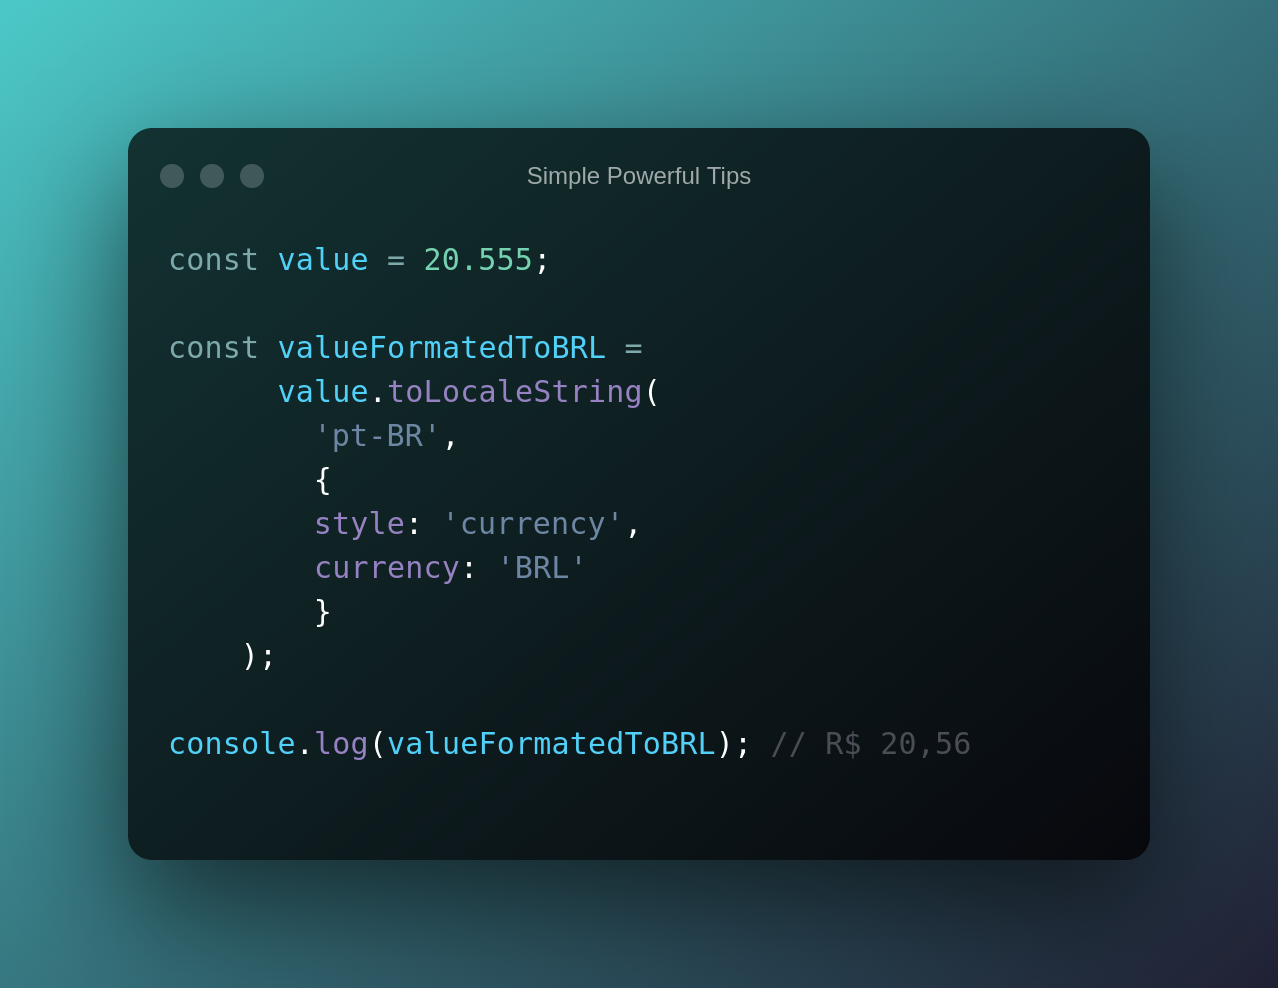 Simple Powerful Tips
const value = 20.555;
const valueFormatedToBRL =
      value.toLocaleString(
        'pt-BR',
        {
        style: 'currency',
        currency: 'BRL'
        }
    );
console.log(valueFormatedToBRL); // R$ 20,56